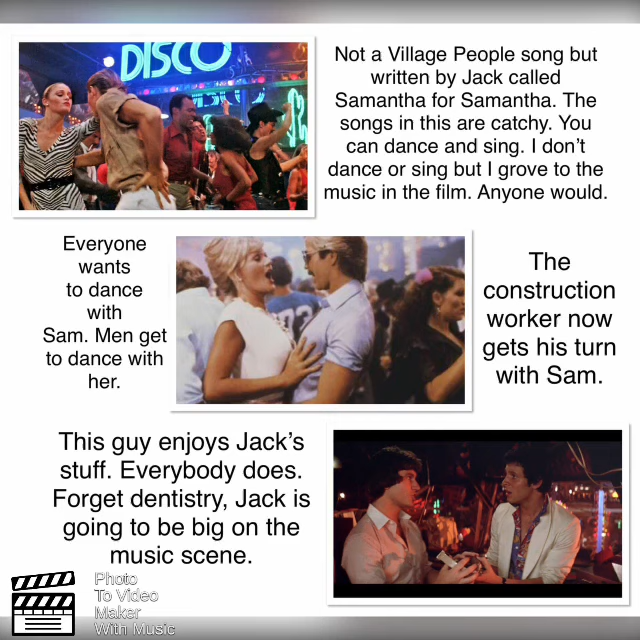 DISCO
Not a Village People song but
written by Jack called
Samantha for Samantha. The
songs in this are catchy. You
can dance and sing. I don't
dance or sing but I grove to the
music in the film. Anyone would.
Everyone
wants
to dance
with
Sam. Men get
to dance with
her.
The
construction
worker now
gets his turn
with Sam.
This guy enjoys Jack's
stuff. Everybody does.
Forget dentistry, Jack is
going to be big on the
music scene.
Photo
To Video
Maker
With Music